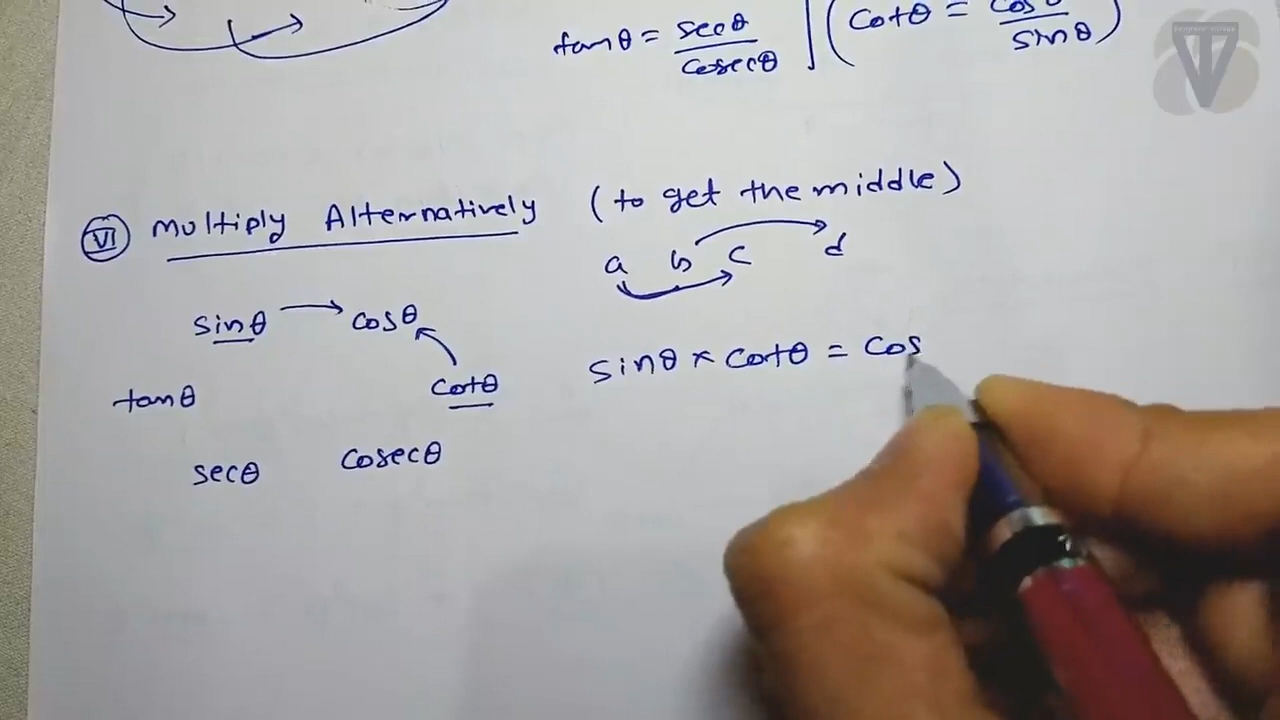 tanθ = secθ / cosecθ ] ( cotθ = cosθ / sinθ )
VI Multiply Alternatively (to get the middle)
a b c d
sinθ → cosθ
sinθ × cotθ = cos
tanθ cotθ
secθ cosecθ